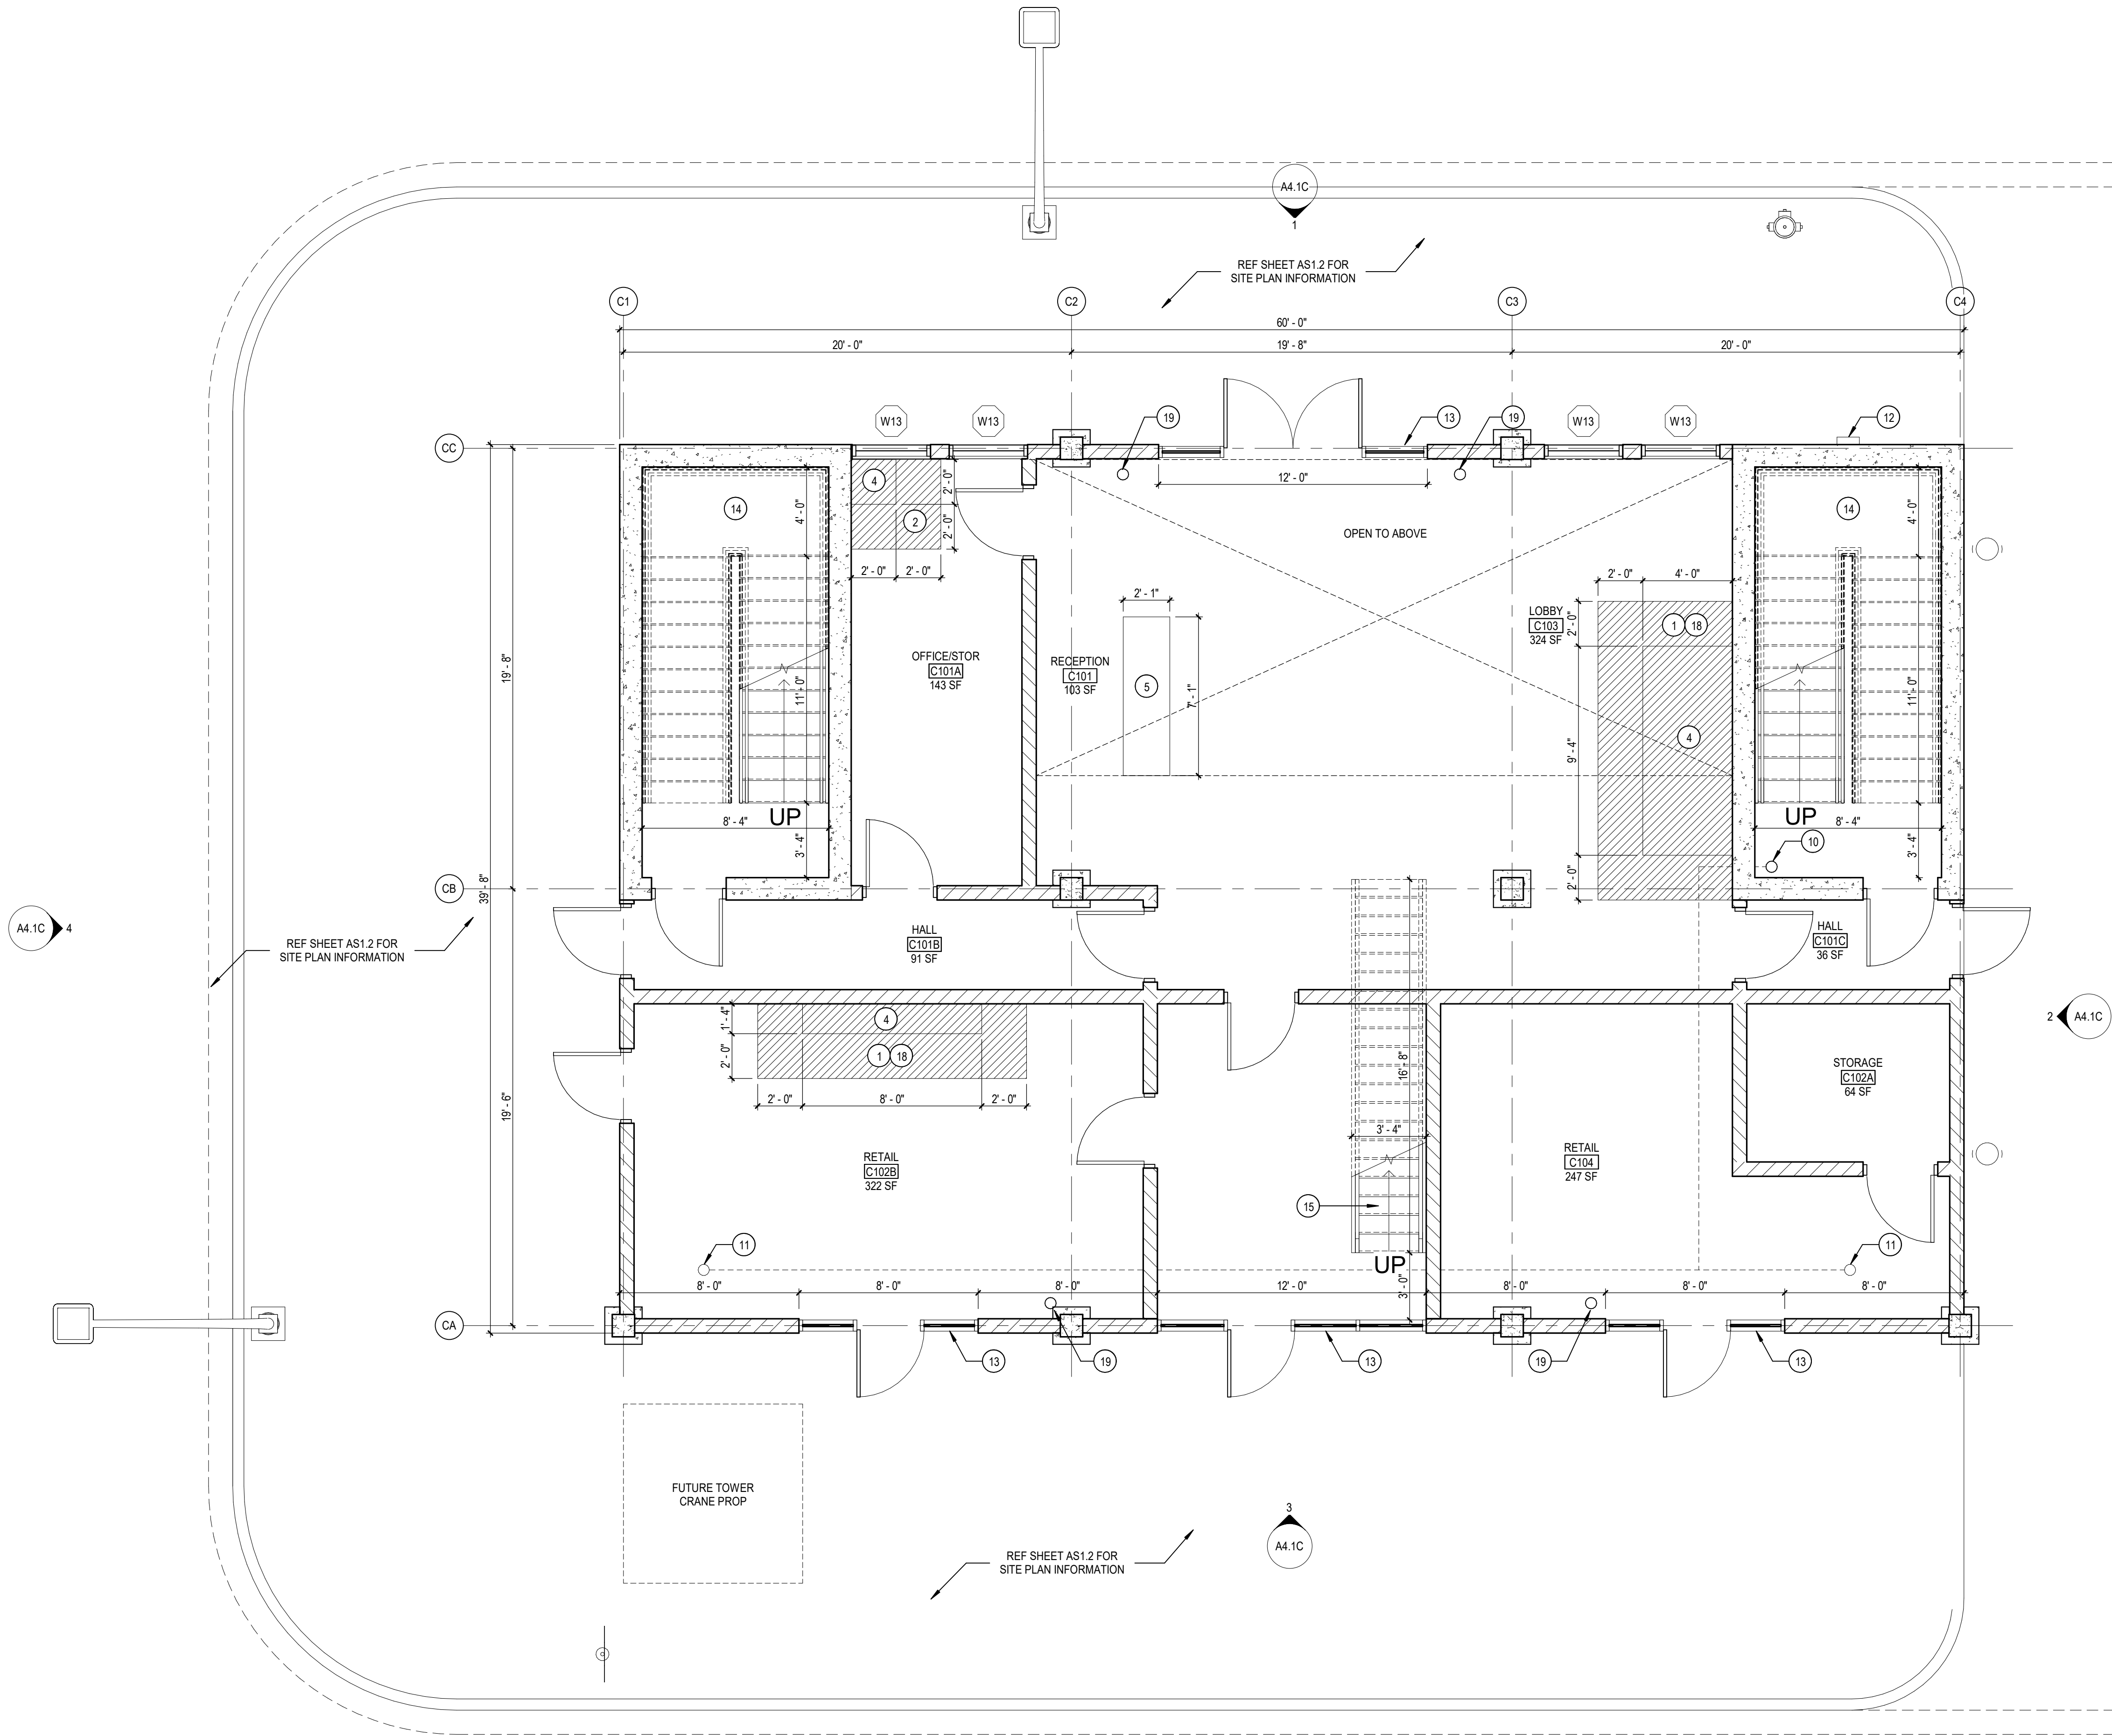 A4.1C
1
REF SHEET AS1.2 FOR
SITE PLAN INFORMATION
C1
C2
C3
C4
60' - 0"
20' - 0"
19' - 8"
20' - 0"
W13
W13
19
13
19
W13
W13
12
CC
4
2' - 0"
12' - 0"
14
4' - 0"
2
2' - 0"
OPEN TO ABOVE
14
4' - 0"
2' - 0"
2' - 0"
2' - 0"
4' - 0"
2' - 1"
LOBBY
C103
324 SF
2' - 0"
1
18
19' - 8"
OFFICE/STOR
C101A
143 SF
RECEPTION
C101
103 SF
5
7' - 1"
11' - 0"
11' - 0"
4
9' - 4"
UP
8' - 4"
3' - 4"
UP
8' - 4"
3' - 4"
10
2' - 0"
CB
39' - 8"
A4.1C
4
REF SHEET AS1.2 FOR
SITE PLAN INFORMATION
HALL
C101B
91 SF
HALL
C101C
36 SF
2
A4.1C
1' - 4"
4
2' - 0"
1
18
2' - 0"
8' - 0"
2' - 0"
16' - 8"
STORAGE
C102A
64 SF
19' - 6"
3' - 4"
RETAIL
C102B
322 SF
RETAIL
C104
247 SF
15
11
11
UP
8' - 0"
8' - 0"
8' - 0"
12' - 0"
3' - 0"
8' - 0"
8' - 0"
8' - 0"
CA
13
19
13
19
13
FUTURE TOWER
CRANE PROP
3
A4.1C
REF SHEET AS1.2 FOR
SITE PLAN INFORMATION